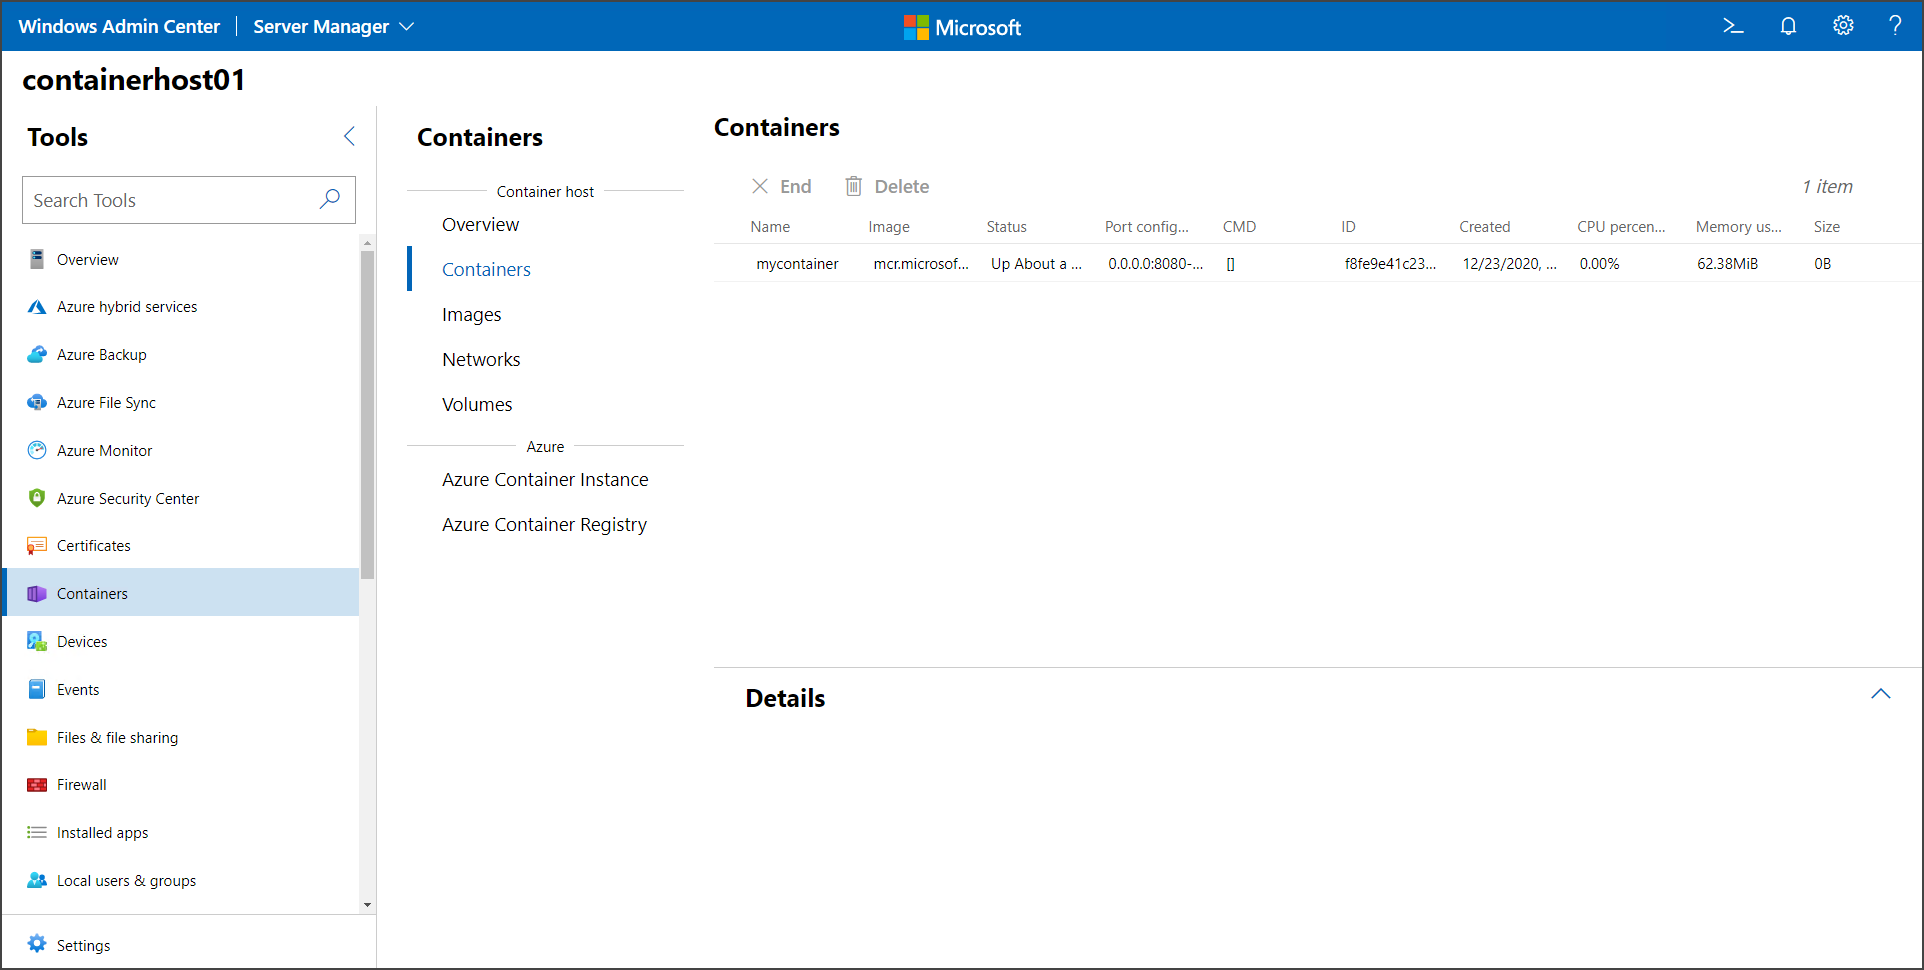 Windows Admin Center | Server Manager
Microsoft
?
containerhost01
Tools
Search Tools
Overview
Azure hybrid services
Azure Backup
Azure File Sync
Azure Monitor
Azure Security Center
Certificates
Containers
Devices
Events
Files & file sharing
Firewall
Installed apps
Local users & groups
Settings
Containers
Container host
Overview
Containers
Images
Networks
Volumes
Azure
Azure Container Instance
Azure Container Registry
Containers
End Delete 1 item
Name Image Status Port config... CMD ID Created CPU percen... Memory us... Size
mycontainer mcr.microsof... Up About a ... 0.0.0.0:8080-... [] f8fe9e41c23... 12/23/2020, ... 0.00% 62.38MiB 0B
Details